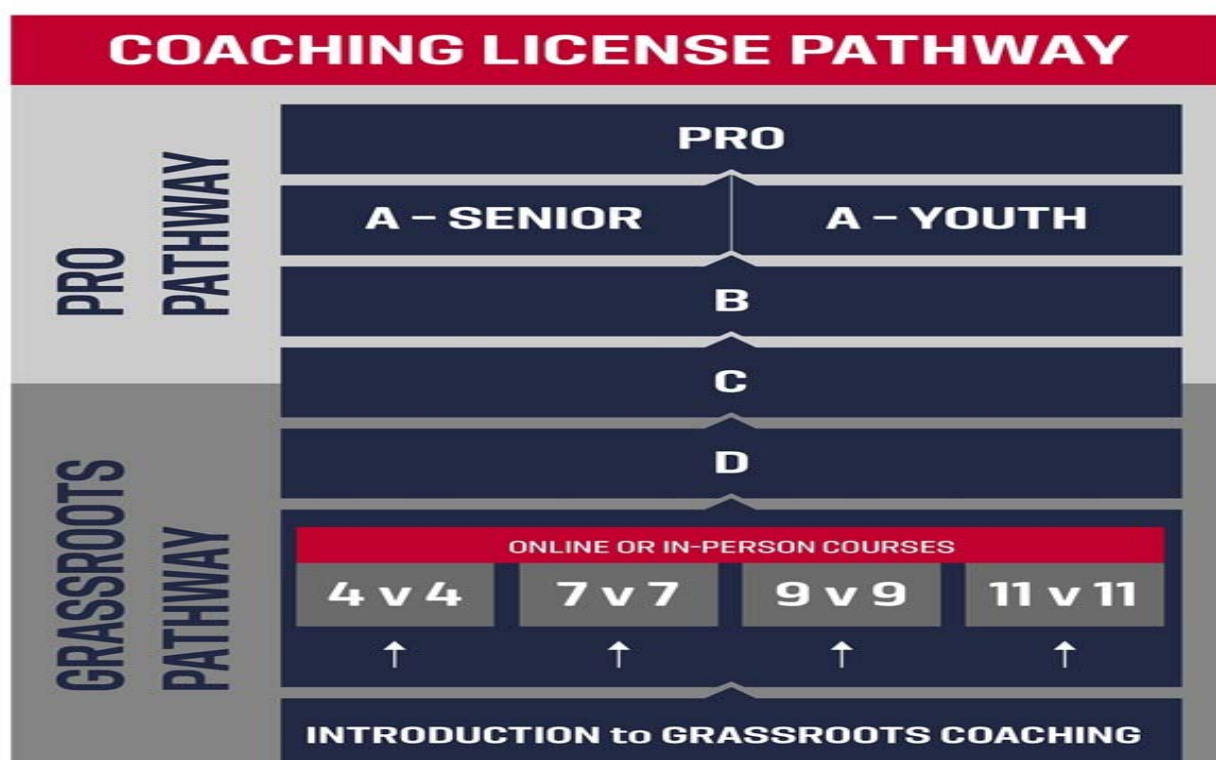 COACHING LICENSE PATHWAY
PRO PATHWAY
PRO
A – SENIOR
A – YOUTH
B
C
GRASSROOTS PATHWAY
D
ONLINE OR IN-PERSON COURSES
4 v 4
7 v 7
9 v 9
11 v 11
INTRODUCTION to GRASSROOTS COACHING